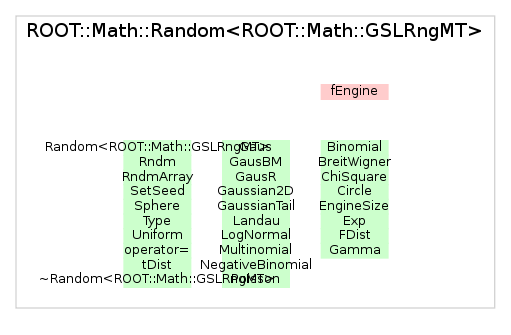 ROOT::Math::Random<ROOT::Math::GSLRngMT>
fEngine
Random<ROOT::Math::GSLRngMT>
Rndm
RndmArray
SetSeed
Sphere
Type
Uniform
operator=
tDist
~Random<ROOT::Math::GSLRngMT>
Gaus
GausBM
GausR
Gaussian2D
GaussianTail
Landau
LogNormal
Multinomial
NegativeBinomial
Poisson
Binomial
BreitWigner
ChiSquare
Circle
EngineSize
Exp
FDist
Gamma